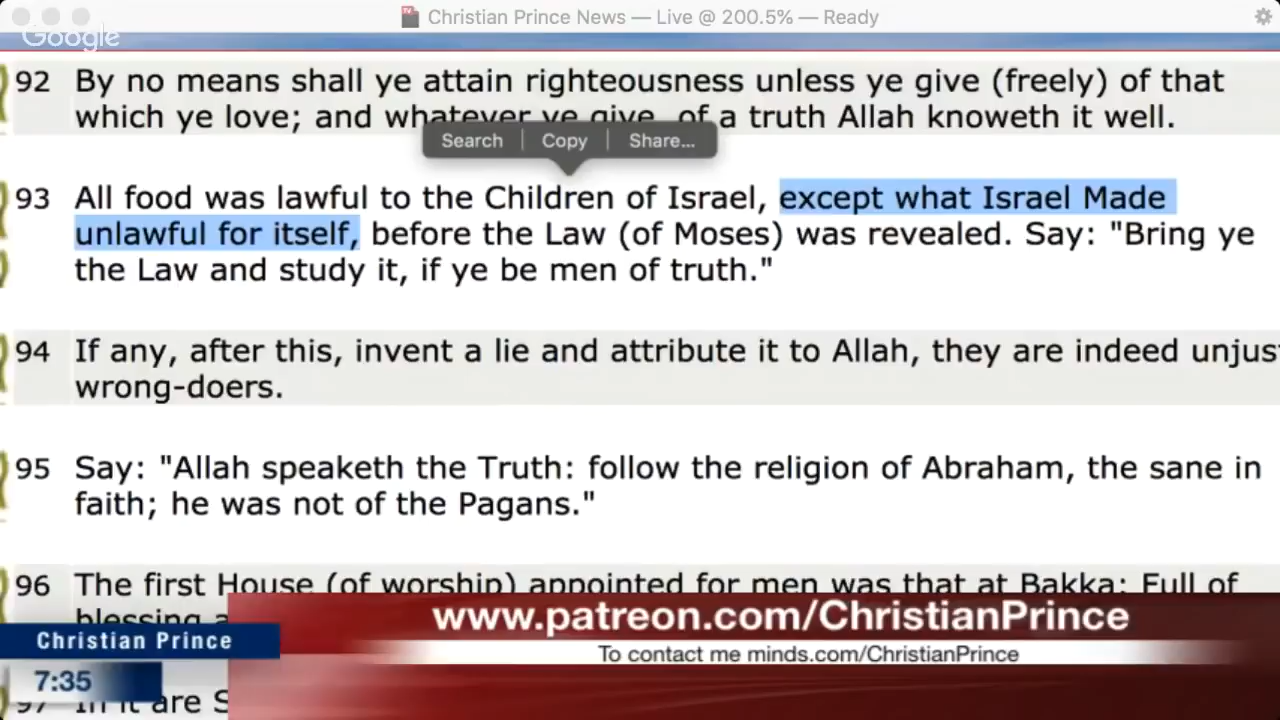 Christian Prince News — Live @ 200.5% — Ready
Google
92 By no means shall ye attain righteousness unless ye give (freely) of that
which ye love; and whatever ye give, of a truth Allah knoweth it well.
Search Copy Share...
93 All food was lawful to the Children of Israel, except what Israel Made
unlawful for itself, before the Law (of Moses) was revealed. Say: "Bring ye
the Law and study it, if ye be men of truth."
94 If any, after this, invent a lie and attribute it to Allah, they are indeed unjus
wrong-doers.
95 Say: "Allah speaketh the Truth: follow the religion of Abraham, the sane in
faith; he was not of the Pagans."
96 The first House (of worship) appointed for men was that at Bakka: Full of
blessing a
www.patreon.com/ChristianPrince
Christian Prince
To contact me minds.com/ChristianPrince
7:35
97 In it are S